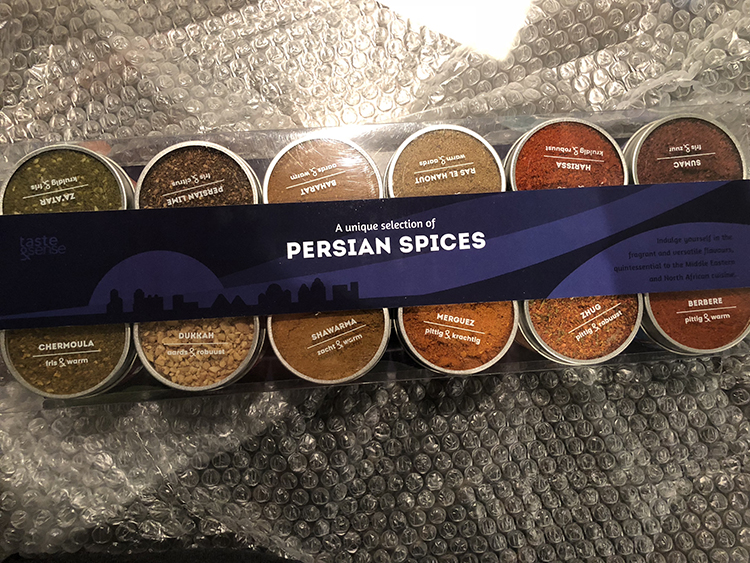 ZA'ATAR
kruidig & fris
PERSIAN LIME
fris & citrus
BAHARAT
aards & warm
RAS EL HANOUT
warm & aards
HARISSA
kruidig & robuust
SUMAC
fris & zuur
taste
&sense
A unique selection of
PERSIAN SPICES
Indulge yourself in the
fragrant and versatile flavours,
quintessential to the Middle Eastern
and North African cuisine.
CHERMOULA
fris & warm
DUKKAH
aards & robuust
SHAWARMA
zacht & warm
MERGUEZ
pittig & krachtig
ZHUG
pittig & robuust
BERBERE
pittig & warm